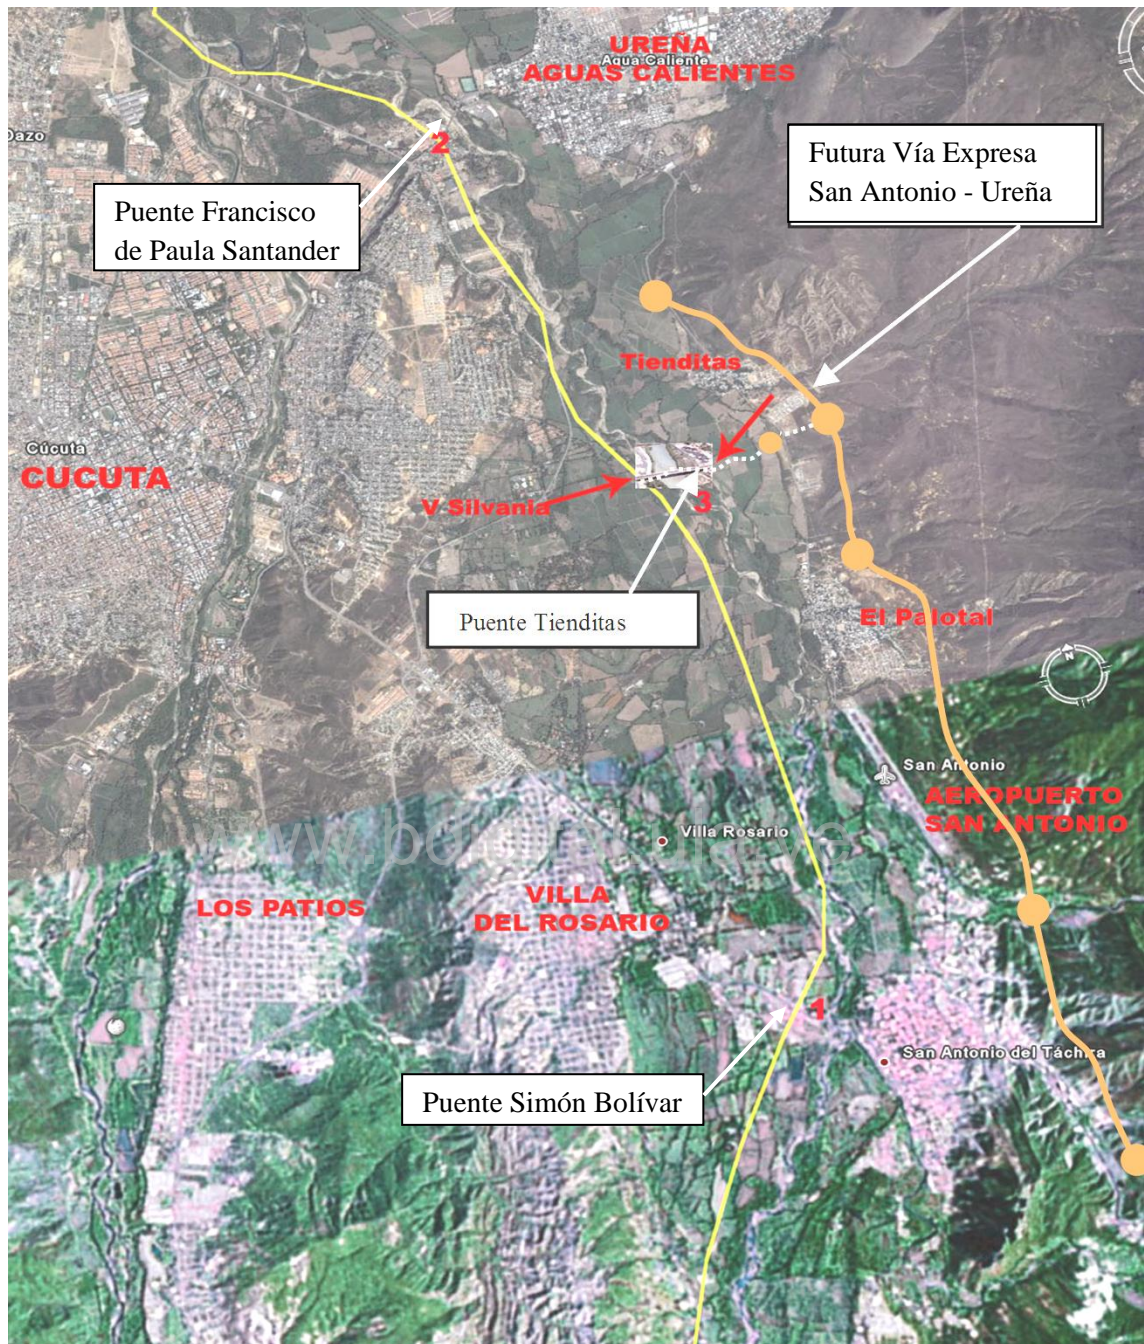 UREÑA
Agua Caliente
AGUAS CALIENTES
Dazo
2
Puente Francisco
de Paula Santander
Futura Vía Expresa
San Antonio - Ureña
Tienditas
Cúcuta
CUCUTA
V Silvania
3
Puente Tienditas
El Palotal
N
San Antonio
AEROPUERTO
SAN ANTONIO
Villa Rosario
LOS PATIOS
VILLA
DEL ROSARIO
1
San Antonio del Táchira
Puente Simón Bolívar